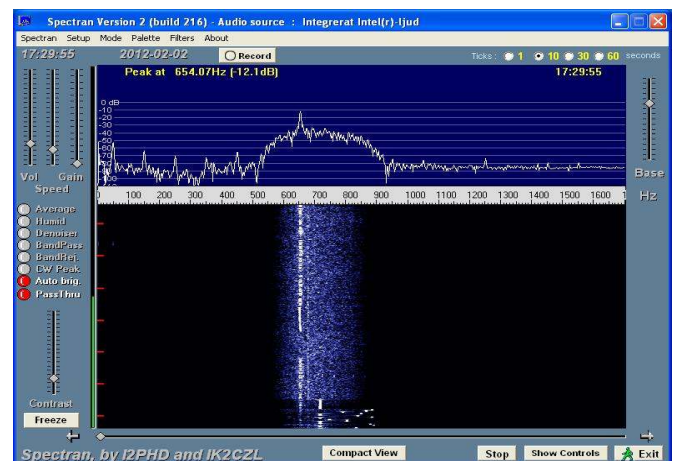 Spectran Version 2 (build 216) - Audio source : Integrerat Intel(r)-ljud
Spectran Setup Mode Palette Filters About
17:29:55 2012-02-02 Record Ticks: 1 10 30 60 seconds
Peak at 654.07Hz (-12.1dB) 17:29:55
0 dB
-10
-20
-30
-40
-50
-60
-70
Vol Gain Base
Speed
100 200 300 400 500 600 700 800 900 1000 1100 1200 1300 1400 1500 1600 Hz
Average
Humid
Denoiser
BandPass
BandRej.
CW Peak
Auto brig.
PassThru
Contrast
Freeze
Spectran, by I2PHD and IK2CZL Compact View Stop Show Controls Exit